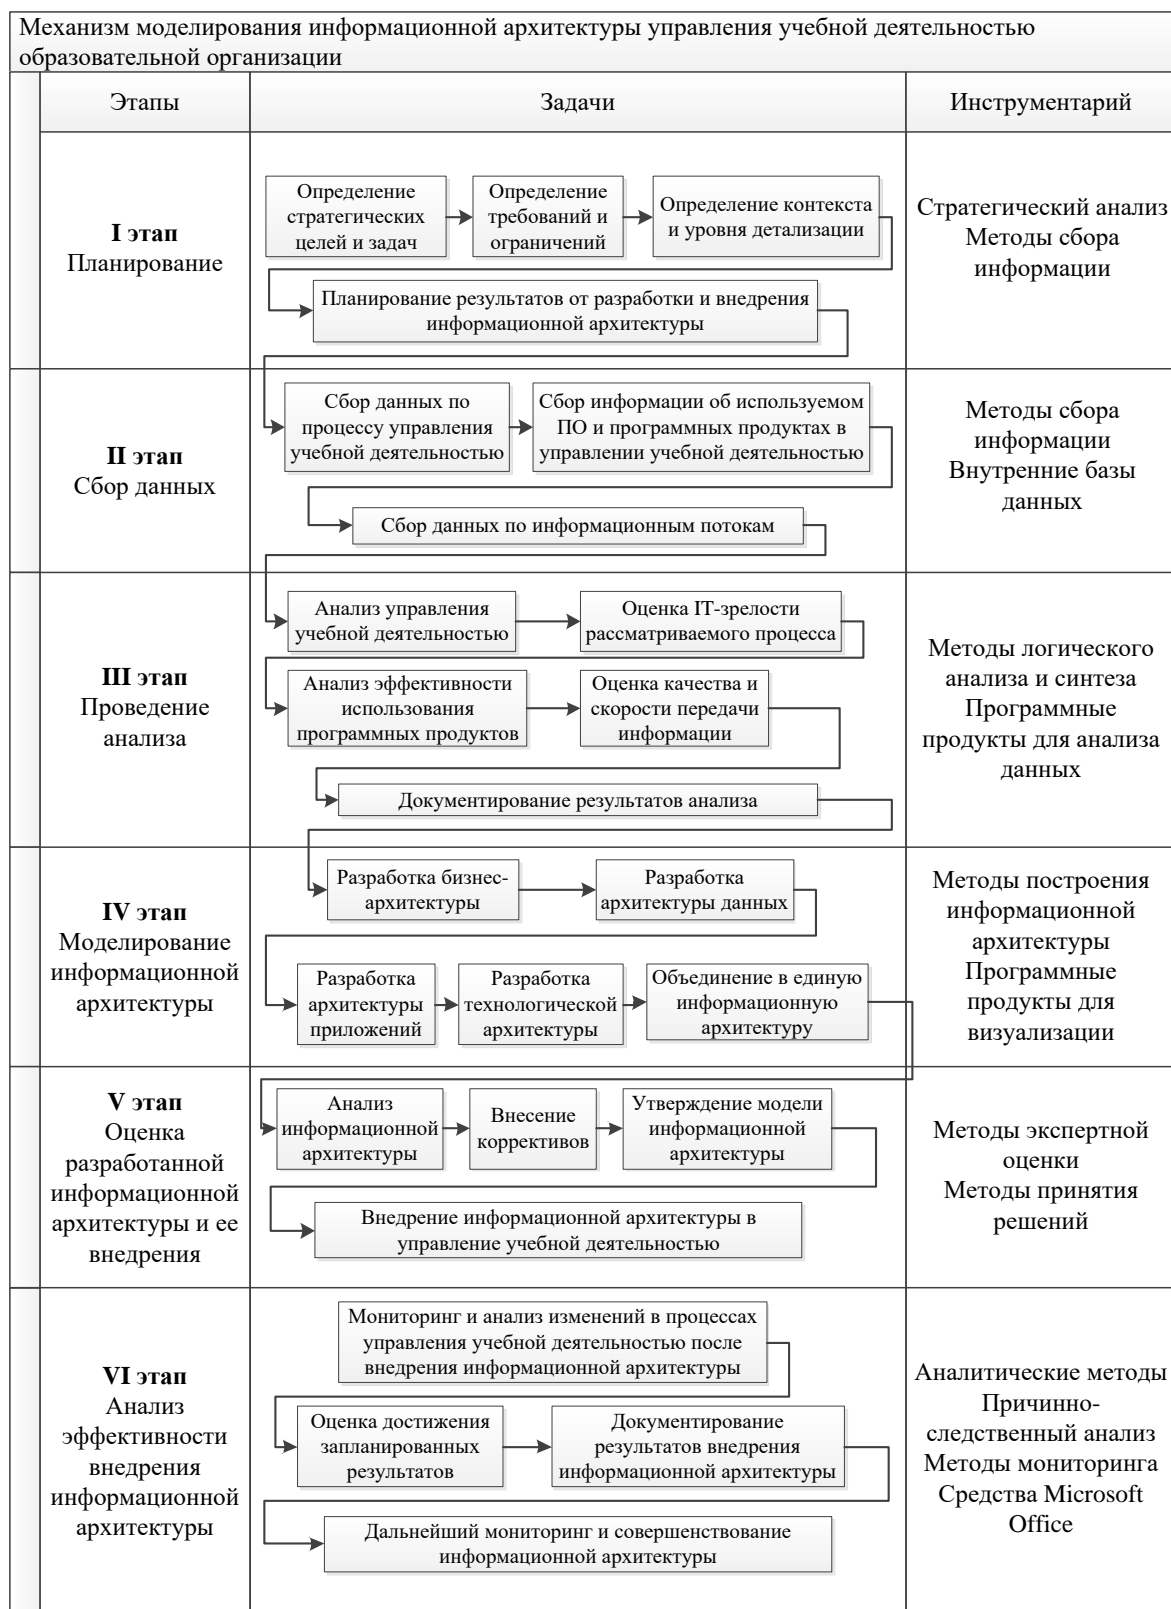 Механизм моделирования информационной архитектуры управления учебной деятельностью
образовательной организации
Этапы
Задачи
Инструментарий
I этап
Планирование
Определение
стратегических
целей и задач
Определение
требований и
ограничений
Определение контекста
и уровня детализации
Планирование результатов от разработки и внедрения
информационной архитектуры
Стратегический анализ
Методы сбора
информации
II этап
Сбор данных
Сбор данных по
процессу управления
учебной деятельностью
Сбор информации об используемом
ПО и программных продуктах в
управлении учебной деятельностью
Сбор данных по информационным потокам
Методы сбора
информации
Внутренние базы
данных
III этап
Проведение
анализа
Анализ управления
учебной деятельностью
Оценка IT-зрелости
рассматриваемого процесса
Анализ эффективности
использования
программных продуктов
Оценка качества и
скорости передачи
информации
Документирование результатов анализа
Методы логического
анализа и синтеза
Программные
продукты для анализа
данных
IV этап
Моделирование
информационной
архитектуры
Разработка бизнес-
архитектуры
Разработка
архитектуры данных
Разработка
архитектуры
приложений
Разработка
технологической
архитектуры
Объединение в единую
информационную
архитектуру
Методы построения
информационной
архитектуры
Программные
продукты для
визуализации
V этап
Оценка
разработанной
информационной
архитектуры и ее
внедрения
Анализ
информационной
архитектуры
Внесение
коррективов
Утверждение модели
информационной
архитектуры
Внедрение информационной архитектуры в
управление учебной деятельностью
Методы экспертной
оценки
Методы принятия
решений
VI этап
Анализ
эффективности
внедрения
информационной
архитектуры
Мониторинг и анализ изменений в процессах
управления учебной деятельностью после
внедрения информационной архитектуры
Оценка достижения
запланированных
результатов
Документирование
результатов внедрения
информационной архитектуры
Дальнейший мониторинг и совершенствование
информационной архитектуры
Аналитические методы
Причинно-
следственный анализ
Методы мониторинга
Средства Microsoft
Office